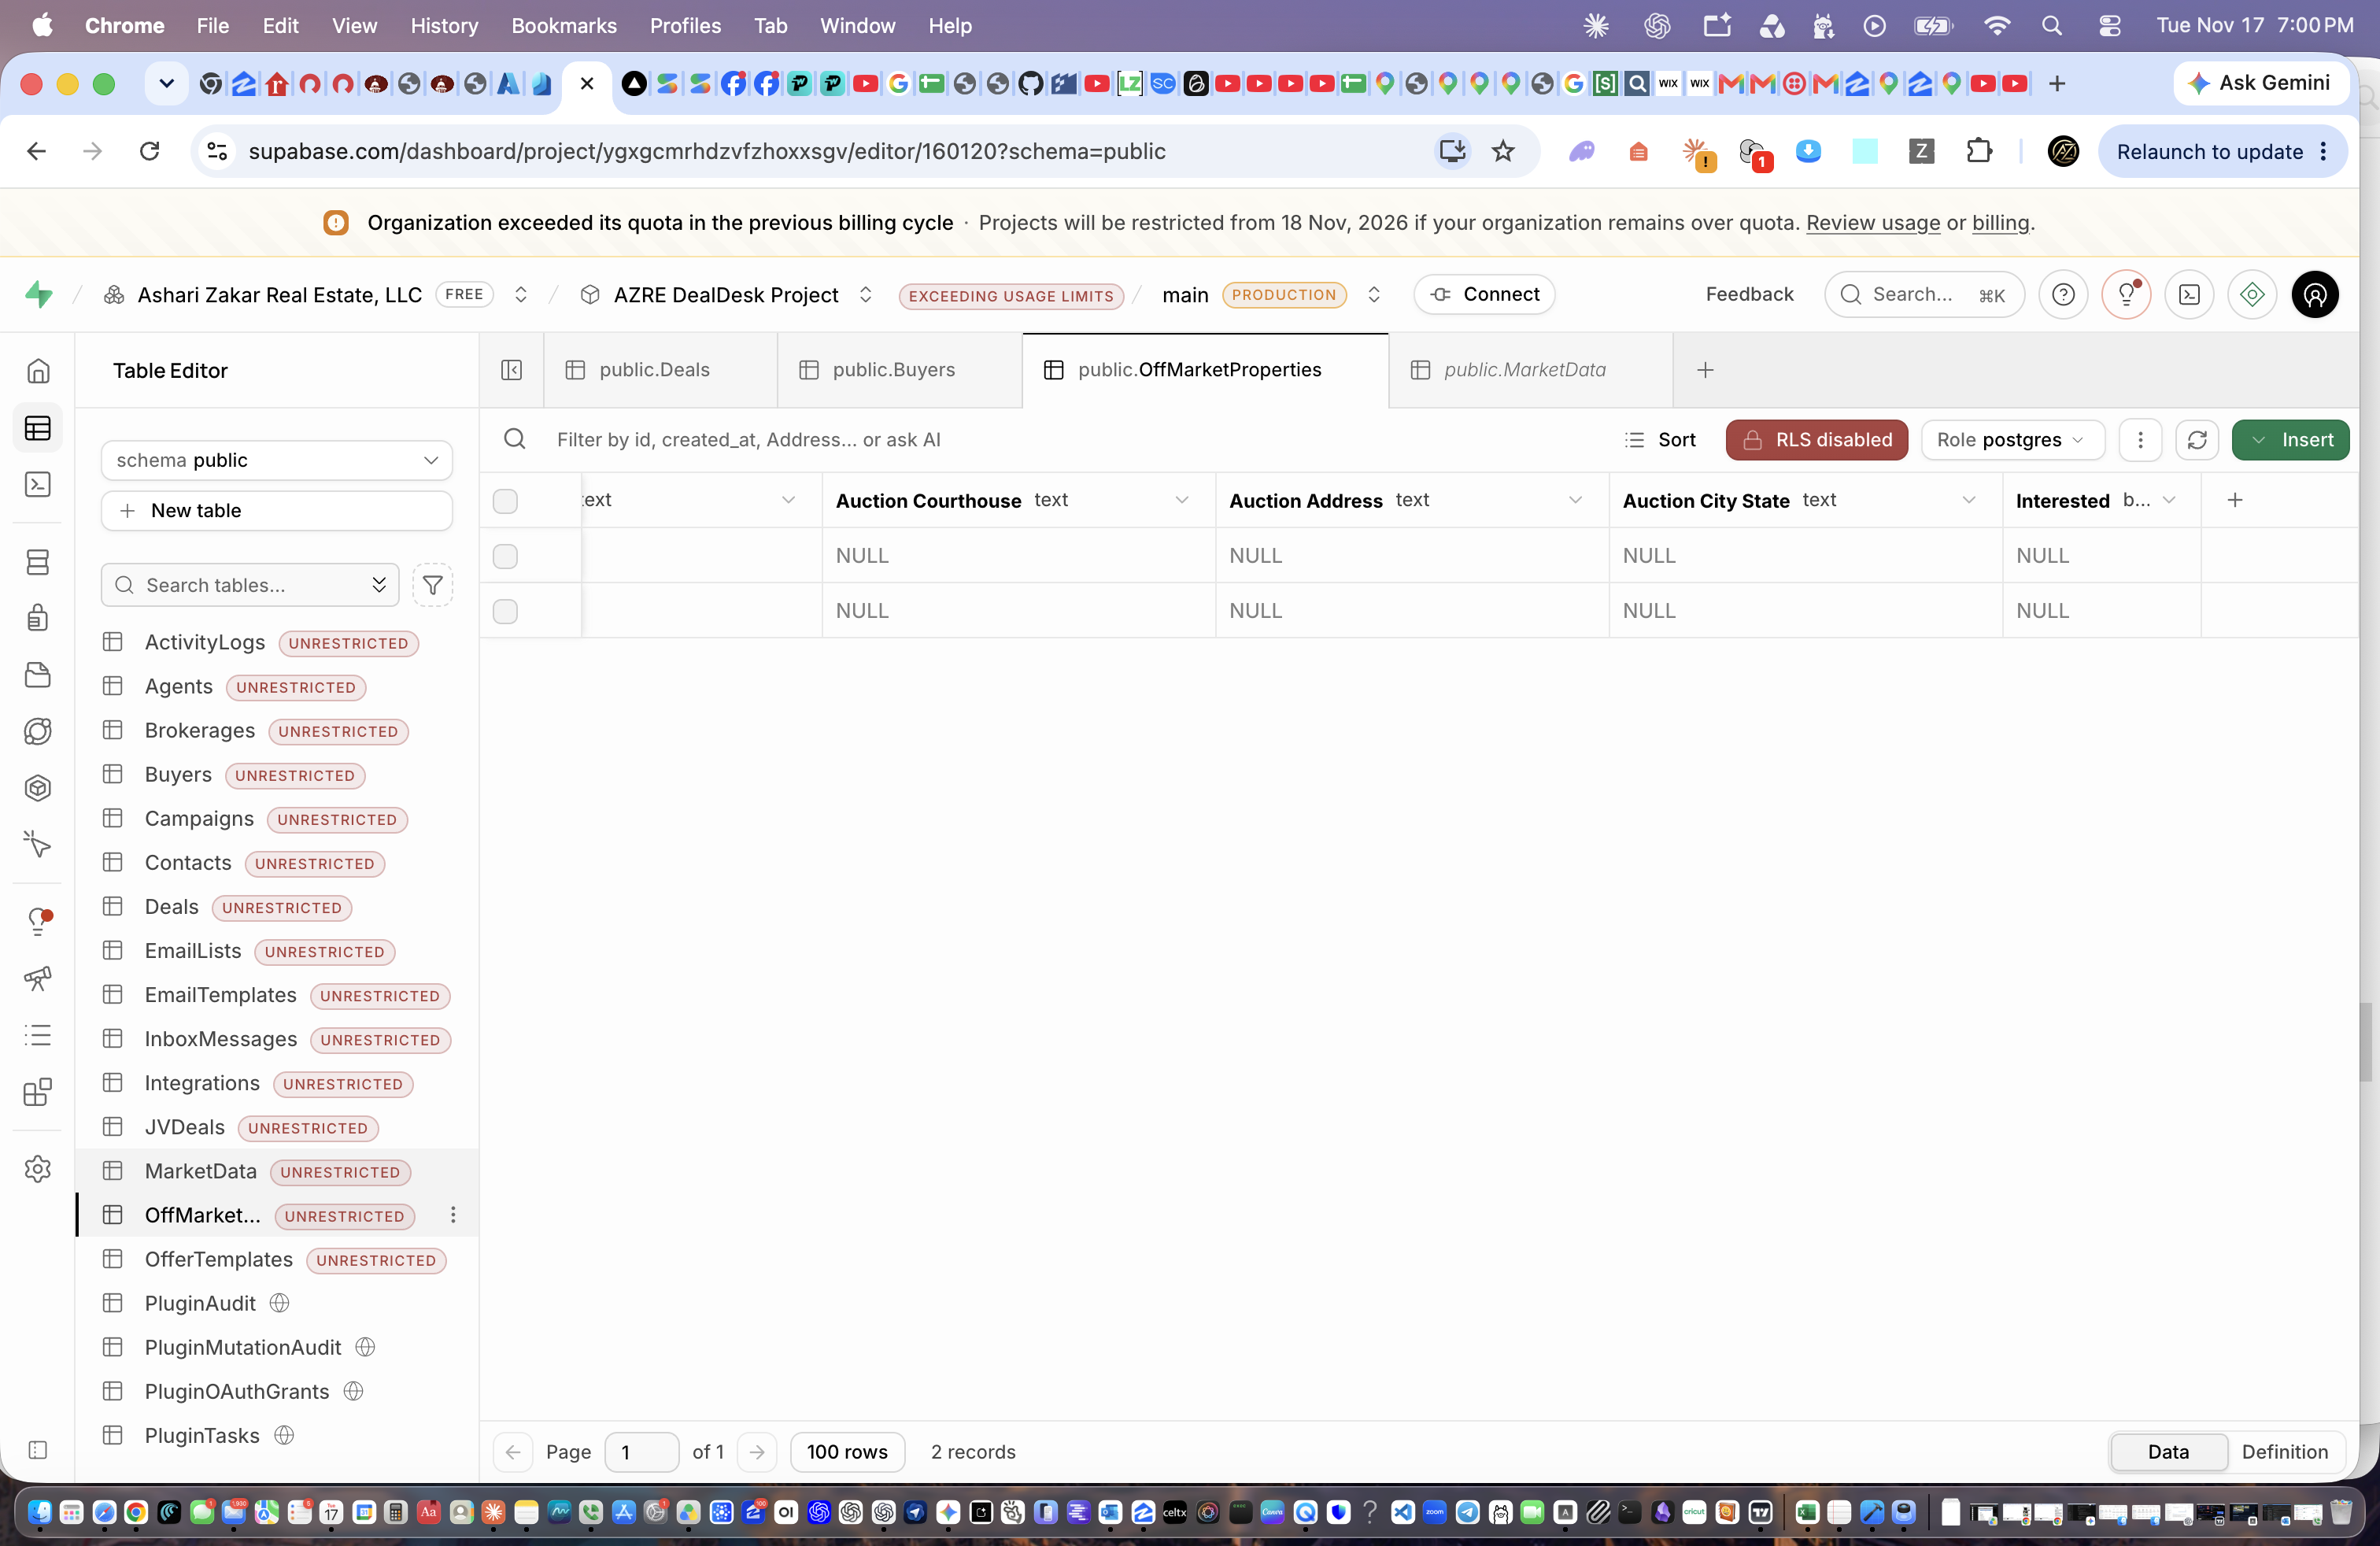 Chrome File Edit View History Bookmarks Profiles Tab Window Help Tue Nov 17 7:00 PM
Ask Gemini
supabase.com/dashboard/project/ygxgcmrhdzvfzhoxxsgv/editor/160120?schema=public
Relaunch to update
Organization exceeded its quota in the previous billing cycle · Projects will be restricted from 18 Nov, 2026 if your organization remains over quota. Review usage or billing.
Ashari Zakar Real Estate, LLC FREE AZRE DealDesk Project EXCEEDING USAGE LIMITS main PRODUCTION Connect Feedback Search... ⌘K
Table Editor
public.Deals public.Buyers public.OffMarketProperties public.MarketData
schema public
Filter by id, created_at, Address... or ask AI Sort RLS disabled Role postgres Insert
New table
text Auction Courthouse text Auction Address text Auction City State text Interested b...
NULL NULL NULL NULL
NULL NULL NULL NULL
Search tables...
ActivityLogs UNRESTRICTED
Agents UNRESTRICTED
Brokerages UNRESTRICTED
Buyers UNRESTRICTED
Campaigns UNRESTRICTED
Contacts UNRESTRICTED
Deals UNRESTRICTED
EmailLists UNRESTRICTED
EmailTemplates UNRESTRICTED
InboxMessages UNRESTRICTED
Integrations UNRESTRICTED
JVDeals UNRESTRICTED
MarketData UNRESTRICTED
OffMarket... UNRESTRICTED
OfferTemplates UNRESTRICTED
PluginAudit
PluginMutationAudit
PluginOAuthGrants
PluginTasks
Page 1 of 1 100 rows 2 records Data Definition